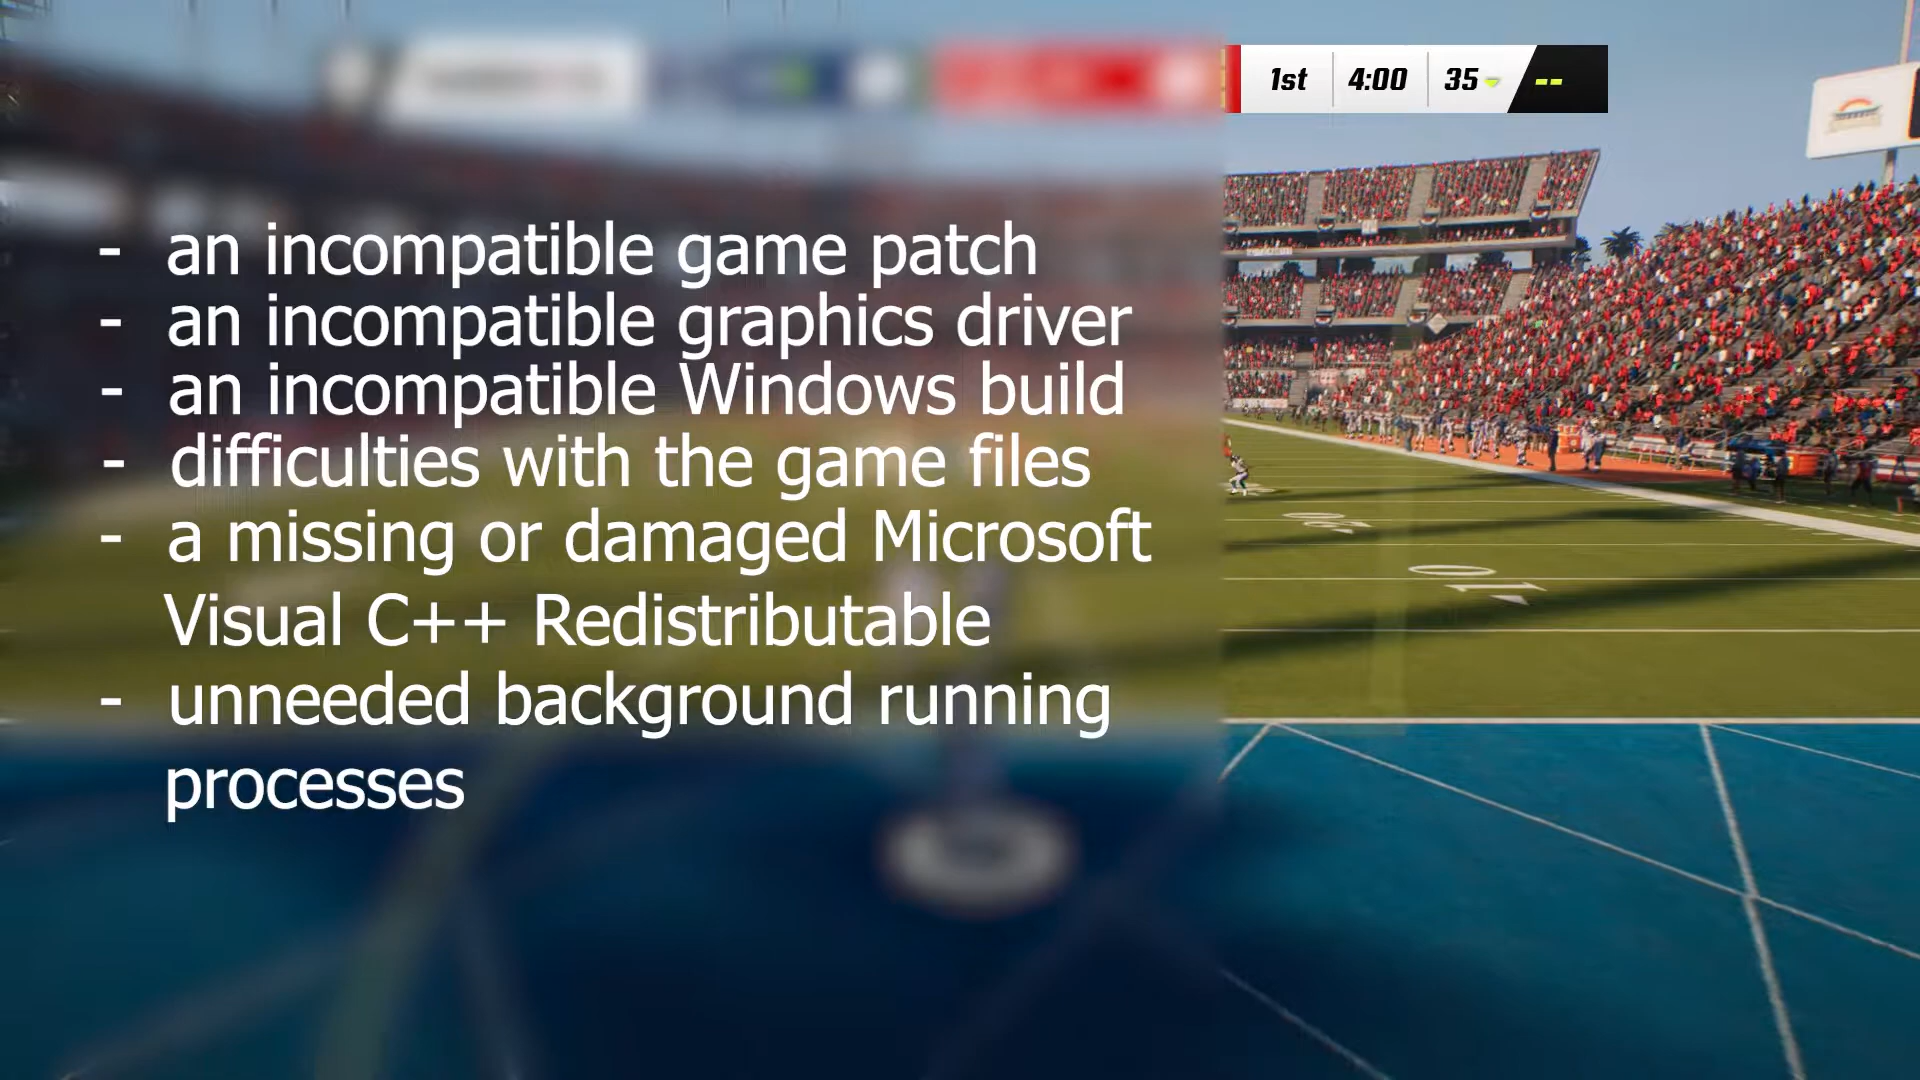 1st 4:00 35 --
- an incompatible game patch
- an incompatible graphics driver
- an incompatible Windows build
- difficulties with the game files
- a missing or damaged Microsoft
Visual C++ Redistributable
- unneeded background running
processes
10